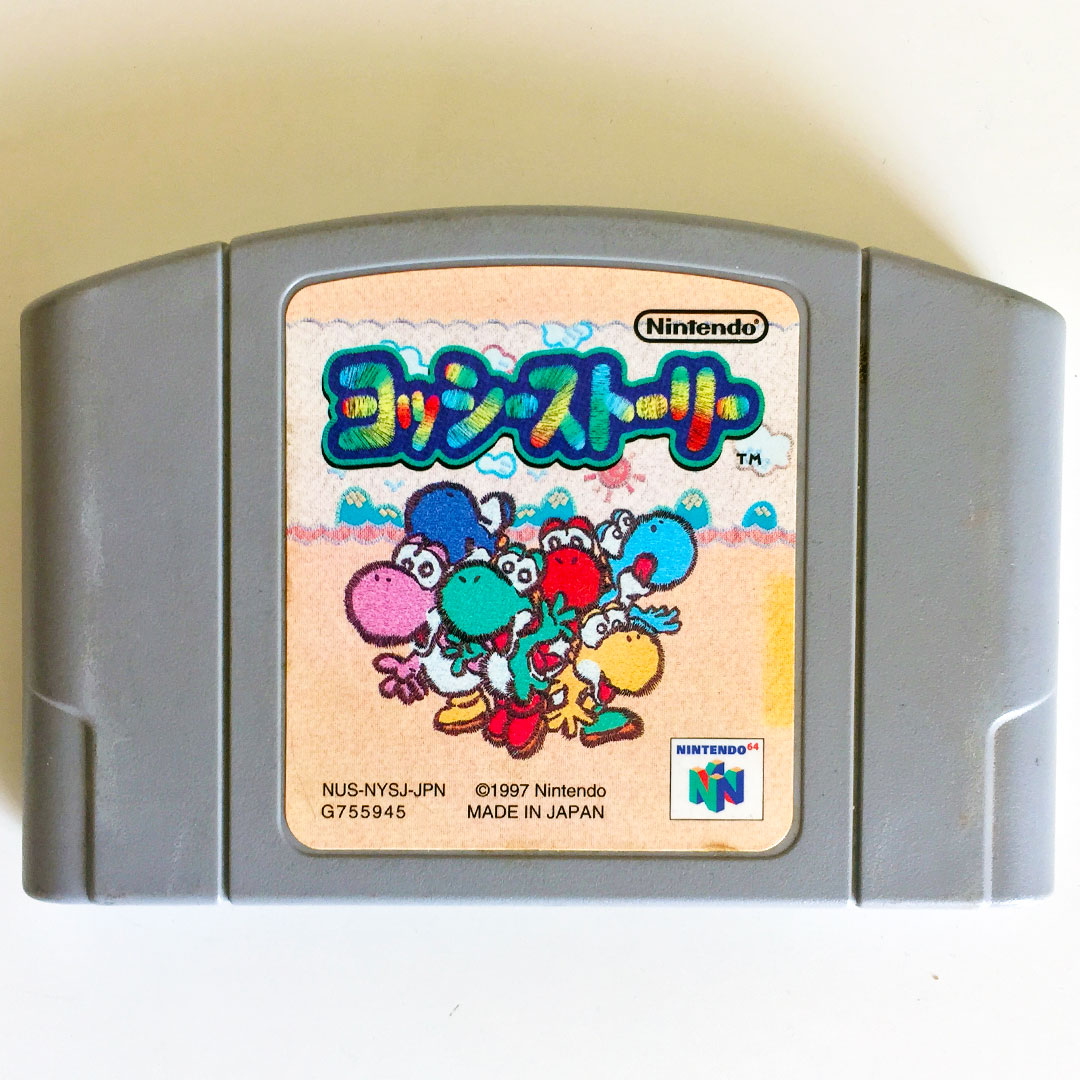 Nintendo®
ヨッシーストーリー
TM
NUS-NYSJ-JPN ©1997 Nintendo
G755945 MADE IN JAPAN
NINTENDO64